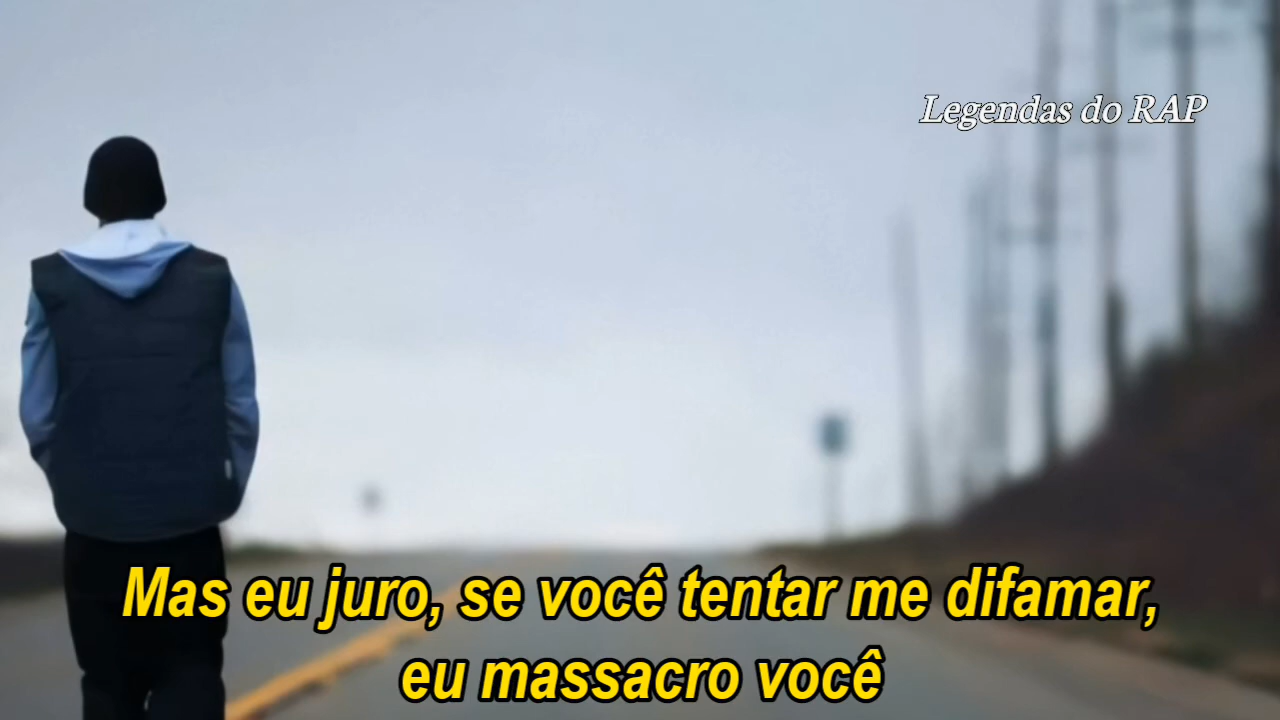 Legendas do RAP
Mas eu juro, se você tentar me difamar,
eu massacro você